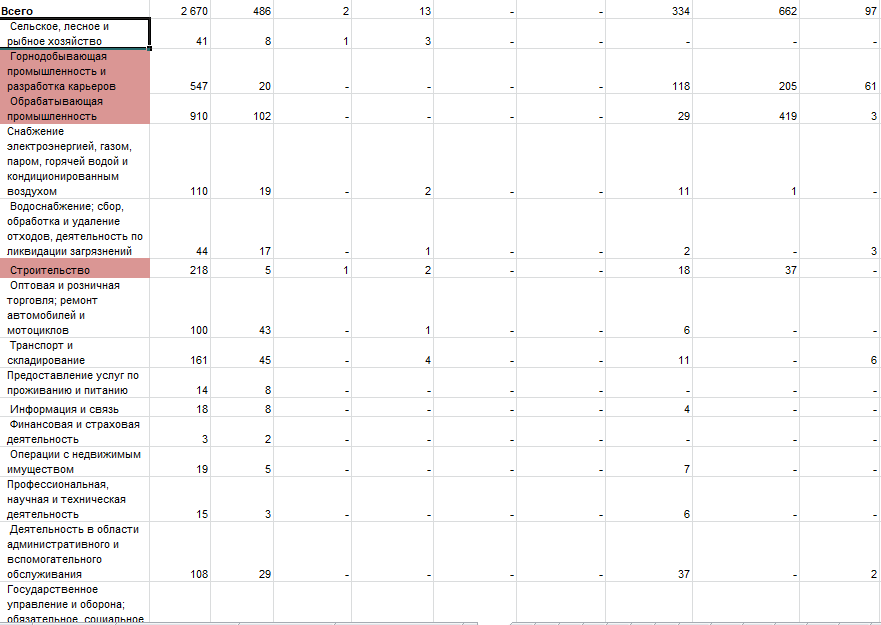 Всего 2 670 486 2 13 - - 334 662 97
Сельское, лесное и
рыбное хозяйство 41 8 1 3 - - - - -
Горнодобывающая
промышленность и
разработка карьеров 547 20 - - - - 118 205 61
Обрабатывающая
промышленность 910 102 - - - - 29 419 3
Снабжение
электроэнергией, газом,
паром, горячей водой и
кондиционированным
воздухом 110 19 - 2 - - 11 1 -
Водоснабжение; сбор,
обработка и удаление
отходов, деятельность по
ликвидации загрязнений 44 17 - 1 - - 2 - 3
Строительство 218 5 1 2 - - 18 37 -
Оптовая и розничная
торговля; ремонт
автомобилей и
мотоциклов 100 43 - 1 - - 6 - -
Транспорт и
складирование 161 45 - 4 - - 11 - 6
Предоставление услуг по
проживанию и питанию 14 8 - - - - - - -
Информация и связь 18 8 - - - - 4 - -
Финансовая и страховая
деятельность 3 2 - - - - - - -
Операции с недвижимым
имуществом 19 5 - - - - 7 - -
Профессиональная,
научная и техническая
деятельность 15 3 - - - - 6 - -
Деятельность в области
административного и
вспомогательного
обслуживания 108 29 - - - - 37 - 2
Государственное
управление и оборона;
обязательное социальное